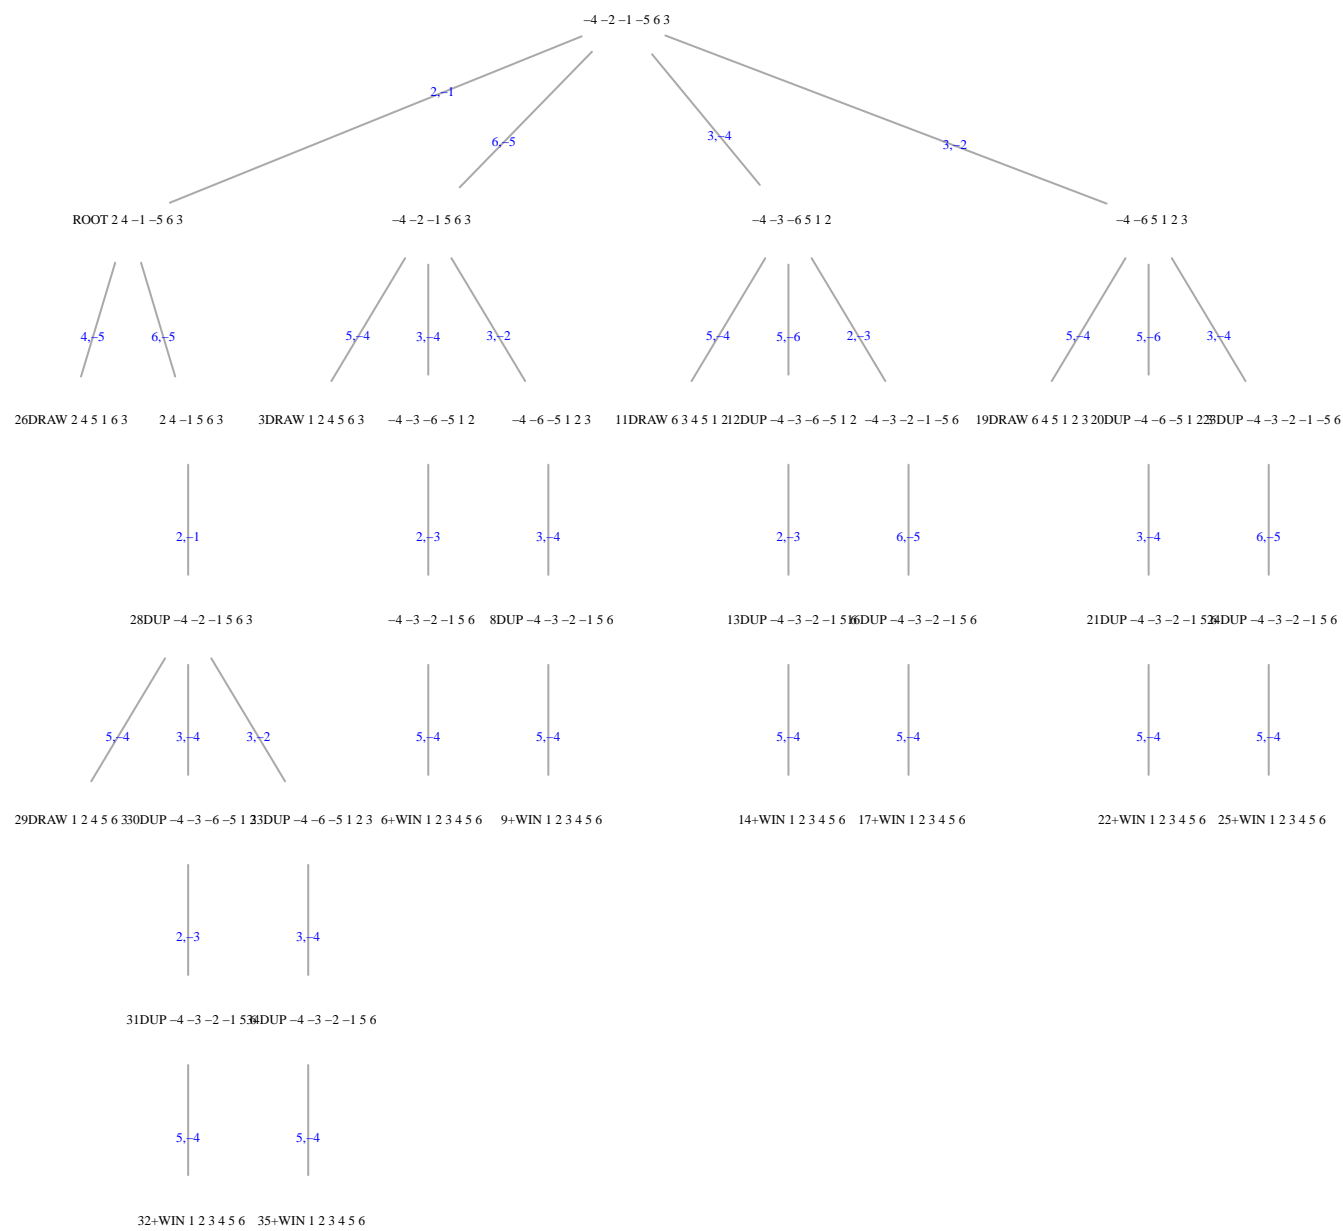 −4 −2 −1 −5 6 3
2,−1
6,−5
3,−4
3,−2
ROOT 2 4 −1 −5 6 3
−4 −2 −1 5 6 3
−4 −3 −6 5 1 2
−4 −6 5 1 2 3
4,−5
6,−5
5,−4
3,−4
3,−2
5,−4
5,−6
2,−3
5,−4
5,−6
3,−4
26DRAW 2 4 5 1 6 3
2 4 −1 5 6 3
3DRAW 1 2 4 5 6 3
−4 −3 −6 −5 1 2
−4 −6 −5 1 2 3
11DRAW 6 3 4 5 1 2
12DUP −4 −3 −6 −5 1 2
−4 −3 −2 −1 −5 6
19DRAW 6 4 5 1 2 3
20DUP −4 −6 −5 1 2 3
23DUP −4 −3 −2 −1 −5 6
2,−1
2,−3
3,−4
2,−3
6,−5
3,−4
6,−5
28DUP −4 −2 −1 5 6 3
−4 −3 −2 −1 5 6
8DUP −4 −3 −2 −1 5 6
13DUP −4 −3 −2 −1 5 6
16DUP −4 −3 −2 −1 5 6
21DUP −4 −3 −2 −1 5 6
24DUP −4 −3 −2 −1 5 6
5,−4
3,−4
3,−2
5,−4
5,−4
5,−4
5,−4
5,−4
5,−4
29DRAW 1 2 4 5 6 3
30DUP −4 −3 −6 −5 1 2
33DUP −4 −6 −5 1 2 3
6+WIN 1 2 3 4 5 6
9+WIN 1 2 3 4 5 6
14+WIN 1 2 3 4 5 6
17+WIN 1 2 3 4 5 6
22+WIN 1 2 3 4 5 6
25+WIN 1 2 3 4 5 6
2,−3
3,−4
31DUP −4 −3 −2 −1 5 6
34DUP −4 −3 −2 −1 5 6
5,−4
5,−4
32+WIN 1 2 3 4 5 6
35+WIN 1 2 3 4 5 6